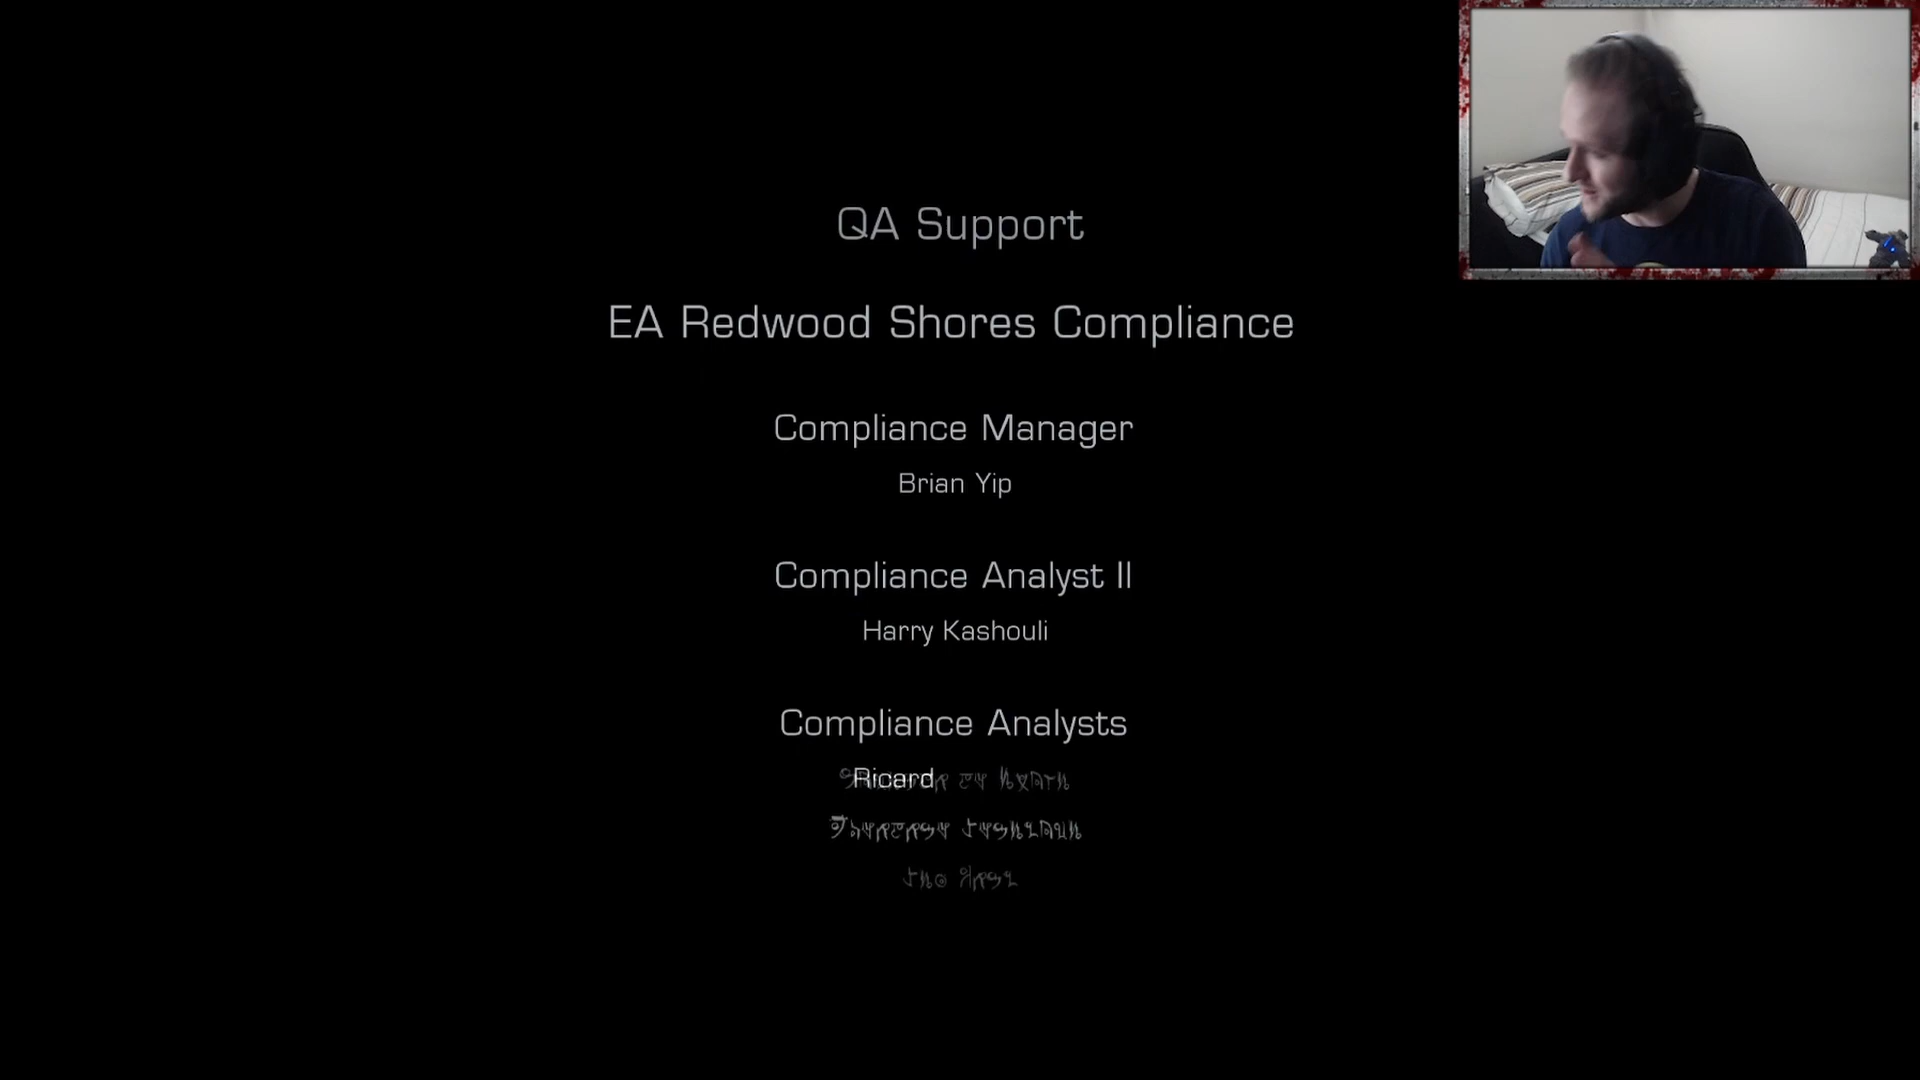 QA Support
EA Redwood Shores Compliance
Compliance Manager
Brian Yip
Compliance Analyst II
Harry Kashouli
Compliance Analysts
Ricard